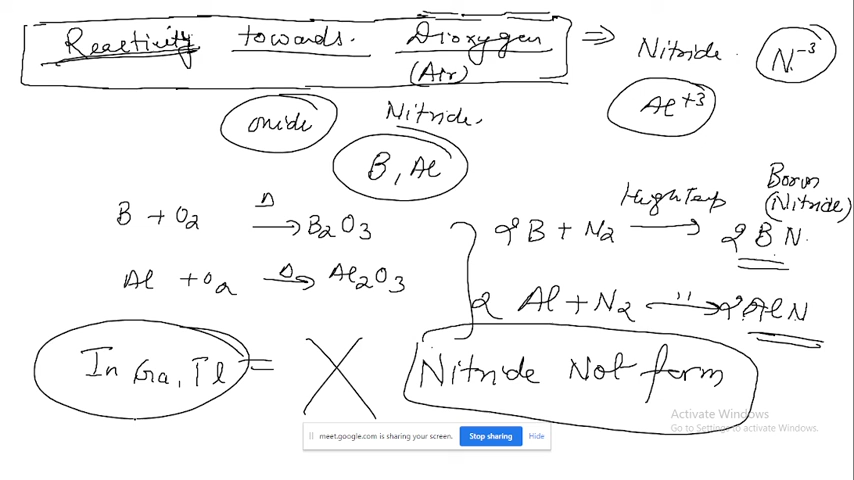 Reactivity towards Dioxygen ⇒ Nitride N⁻³
(Air)
Al⁺³
oxide Nitride.
B, Al
Boron
(Nitride)
B + O₂ —Δ→ B₂O₃
2B + N₂ —High Temp→ 2BN.
Al + O₂ —Δ→ Al₂O₃
2Al + N₂ —"→ 2AlN
In Ga, Tl = X Nitride Not form
Activate Windows
Go to Settings to activate Windows.
meet.google.com is sharing your screen. Stop sharing Hide